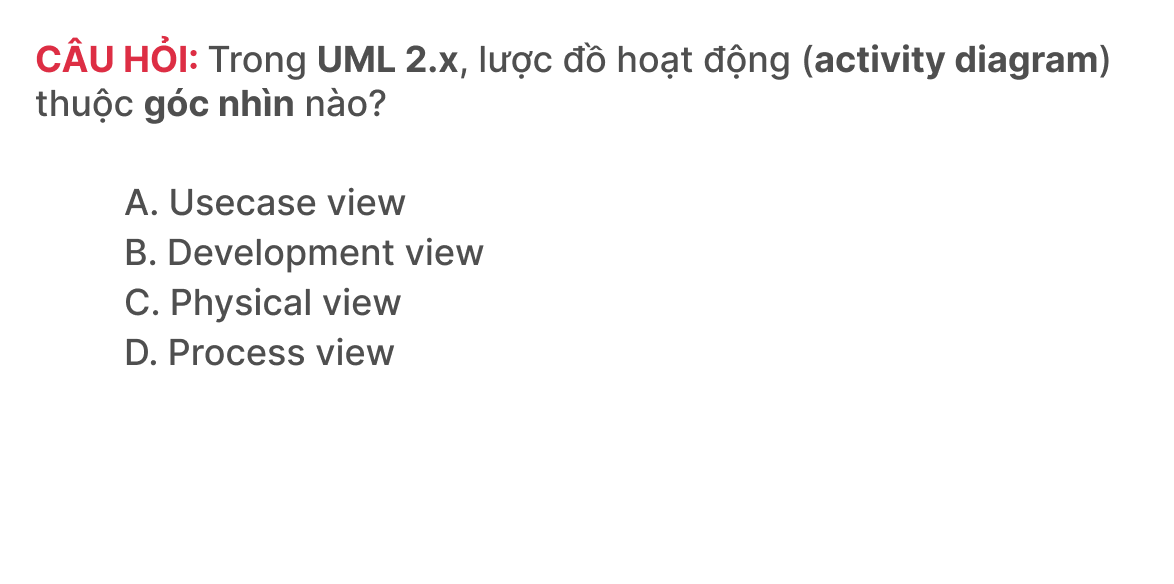 CÂU HỎI: Trong UML 2.x, lược đồ hoạt động (activity diagram)
thuộc góc nhìn nào?
A. Usecase view
B. Development view
C. Physical view
D. Process view